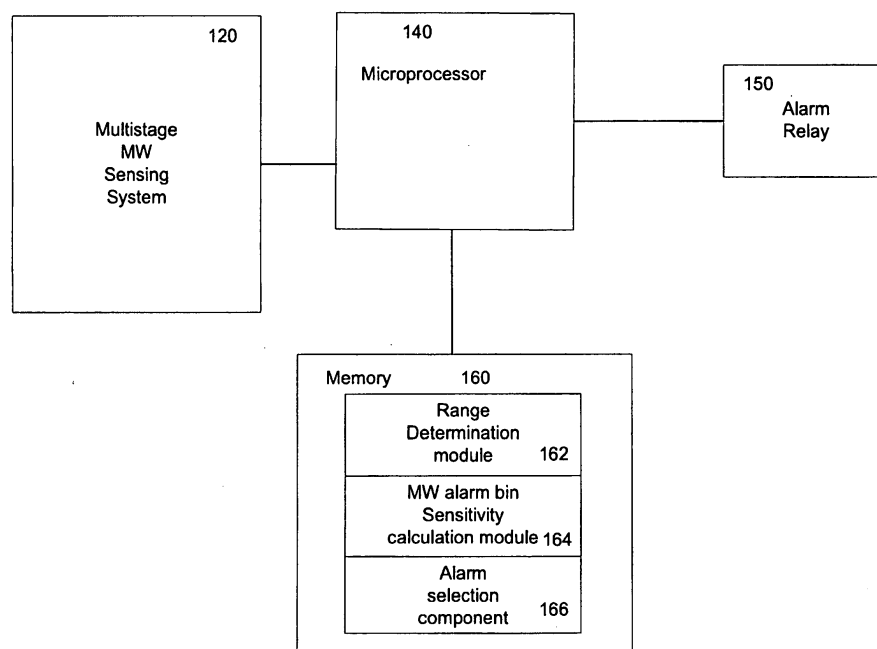 120
Multistage
MW
Sensing
System
140
Microprocessor
150
Alarm
Relay
Memory 160
Range
Determination
module 162
MW alarm bin
Sensitivity
calculation module 164
Alarm
selection
component 166